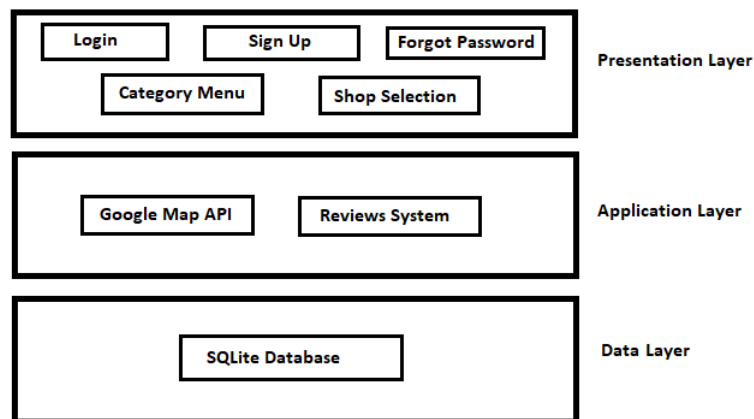 Login
Sign Up
Forgot Password
Category Menu
Shop Selection
Presentation Layer
Google Map API
Reviews System
Application Layer
SQLite Database
Data Layer